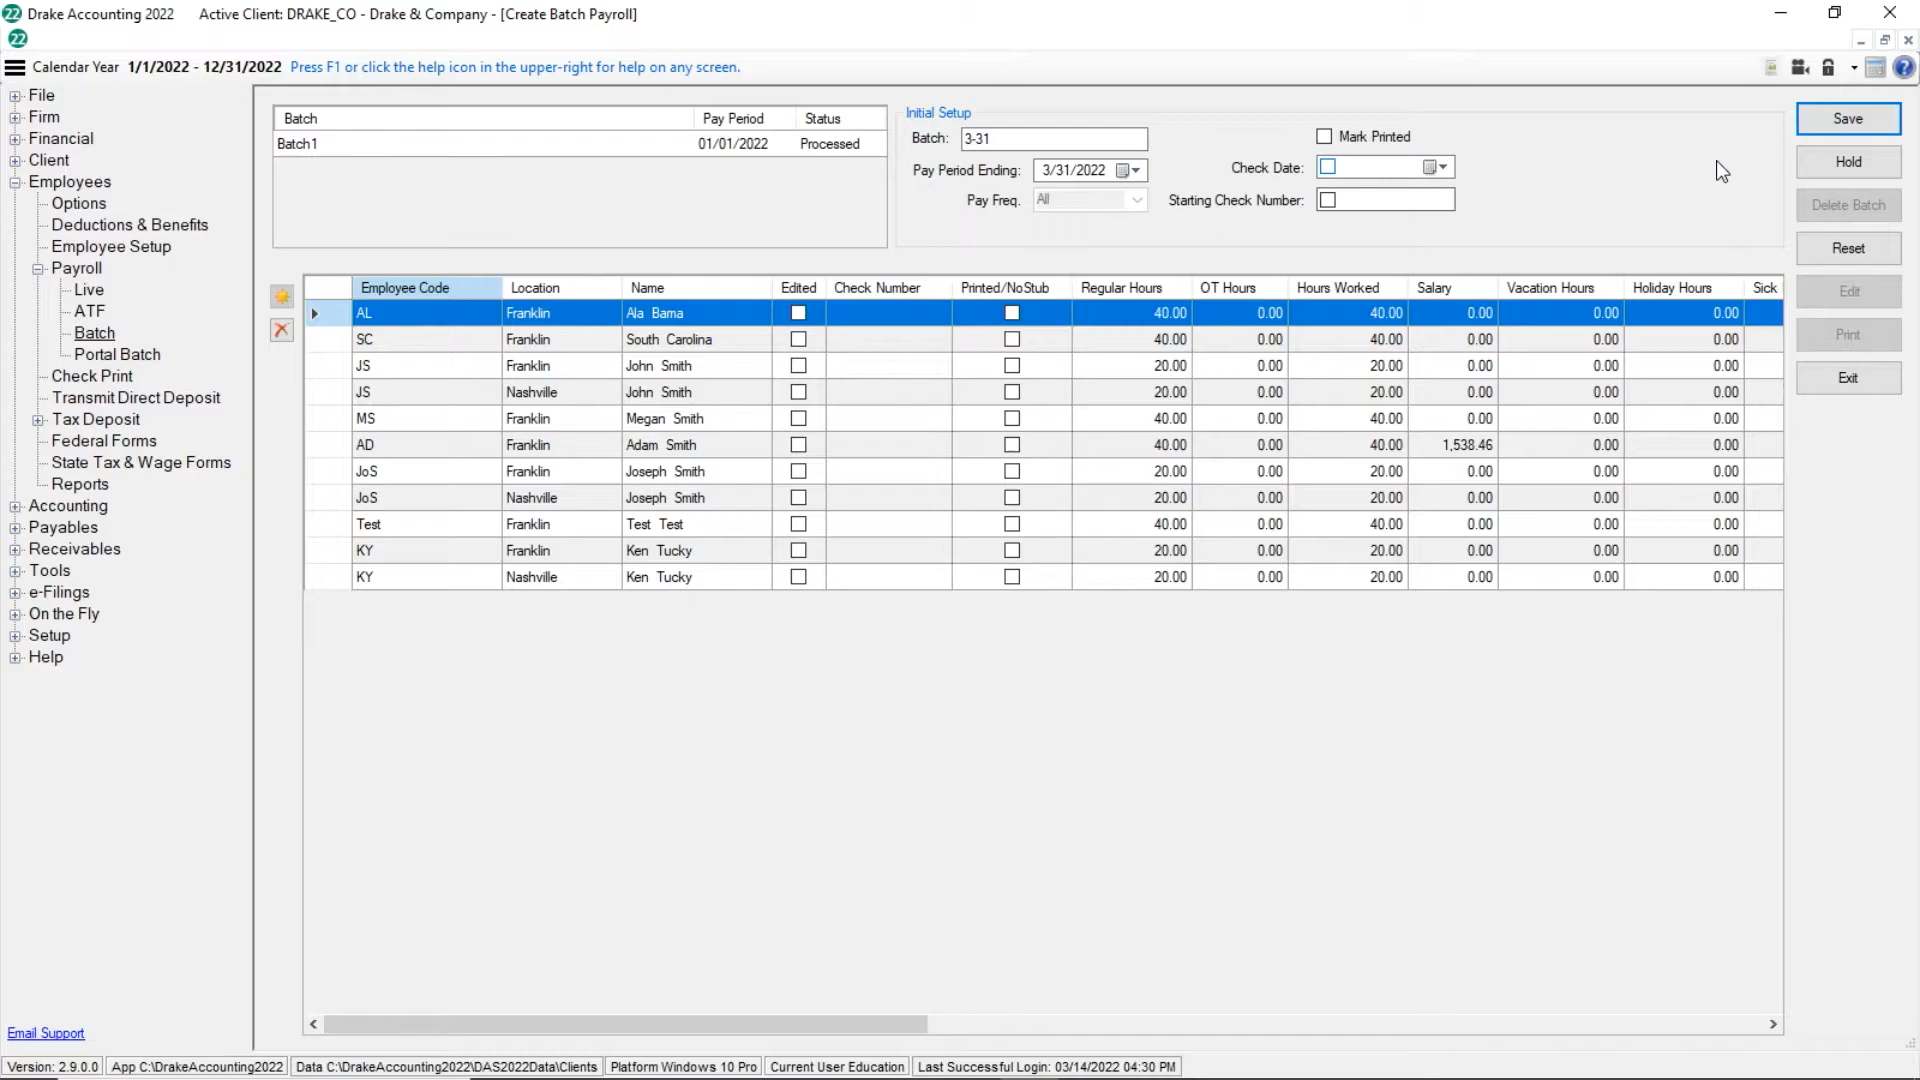 22 Drake Accounting 2022 Active Client: DRAKE_CO - Drake & Company - [Create Batch Payroll]
22
Calendar Year 1/1/2022 - 12/31/2022 Press F1 or click the help icon in the upper-right for help on any screen.
File
Firm
Financial
Client
Employees
Options
Deductions & Benefits
Employee Setup
Payroll
Live
ATF
Batch
Portal Batch
Check Print
Transmit Direct Deposit
Tax Deposit
Federal Forms
State Tax & Wage Forms
Reports
Accounting
Payables
Receivables
Tools
e-Filings
On the Fly
Setup
Help
Email Support
Batch Pay Period Status
Batch1 01/01/2022 Processed
Initial Setup
Batch: 3-31 Mark Printed
Pay Period Ending: 3/31/2022 Check Date:
Pay Freq. All Starting Check Number:
Save
Hold
Delete Batch
Reset
Edit
Print
Exit
Employee Code Location Name Edited Check Number Printed/NoStub Regular Hours OT Hours Hours Worked Salary Vacation Hours Holiday Hours Sick
AL Franklin Ala Bama 40.00 0.00 40.00 0.00 0.00 0.00
SC Franklin South Carolina 40.00 0.00 40.00 0.00 0.00 0.00
JS Franklin John Smith 20.00 0.00 20.00 0.00 0.00 0.00
JS Nashville John Smith 20.00 0.00 20.00 0.00 0.00 0.00
MS Franklin Megan Smith 40.00 0.00 40.00 0.00 0.00 0.00
AD Franklin Adam Smith 40.00 0.00 40.00 1,538.46 0.00 0.00
JoS Franklin Joseph Smith 20.00 0.00 20.00 0.00 0.00 0.00
JoS Nashville Joseph Smith 20.00 0.00 20.00 0.00 0.00 0.00
Test Franklin Test Test 40.00 0.00 40.00 0.00 0.00 0.00
KY Franklin Ken Tucky 20.00 0.00 20.00 0.00 0.00 0.00
KY Nashville Ken Tucky 20.00 0.00 20.00 0.00 0.00 0.00
Version: 2.9.0.0 App C:\DrakeAccounting2022 Data C:\DrakeAccounting2022\DAS2022Data\Clients Platform Windows 10 Pro Current User Education Last Successful Login: 03/14/2022 04:30 PM